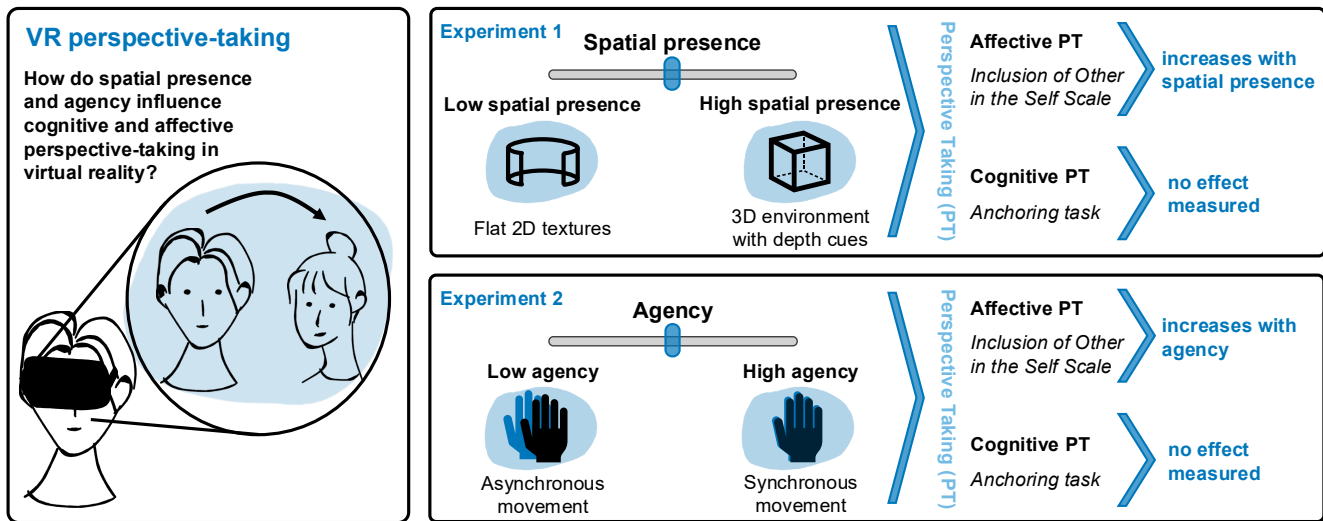 VR perspective-taking
How do spatial presence
and agency influence
cognitive and affective
perspective-taking in
virtual reality?
Experiment 1
Spatial presence
Low spatial presence
High spatial presence
Flat 2D textures
3D environment
with depth cues
Perspective Taking (PT)
Affective PT
Inclusion of Other
in the Self Scale
increases with
spatial presence
Cognitive PT
Anchoring task
no effect
measured
Experiment 2
Agency
Low agency
High agency
Asynchronous
movement
Synchronous
movement
Perspective Taking (PT)
Affective PT
Inclusion of Other
in the Self Scale
increases with
agency
Cognitive PT
Anchoring task
no effect
measured